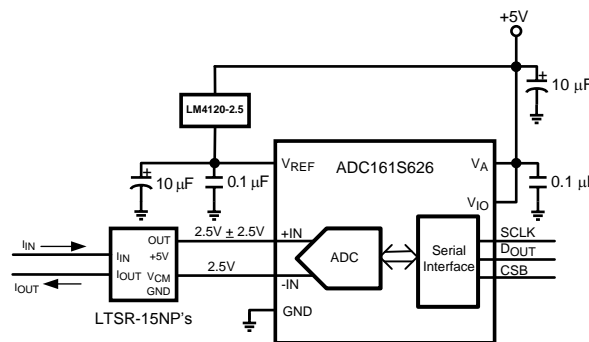 +5V
+
10 µF
LM4120-2.5
+
10 µF
0.1 µF
VREF
ADC161S626
VA
VIO
0.1 µF
IIN
IOUT
IIN
IOUT
OUT
+5V
VCM
GND
LTSR-15NP's
2.5V ± 2.5V
2.5V
+IN
-IN
GND
ADC
Serial
Interface
SCLK
DOUT
CSB